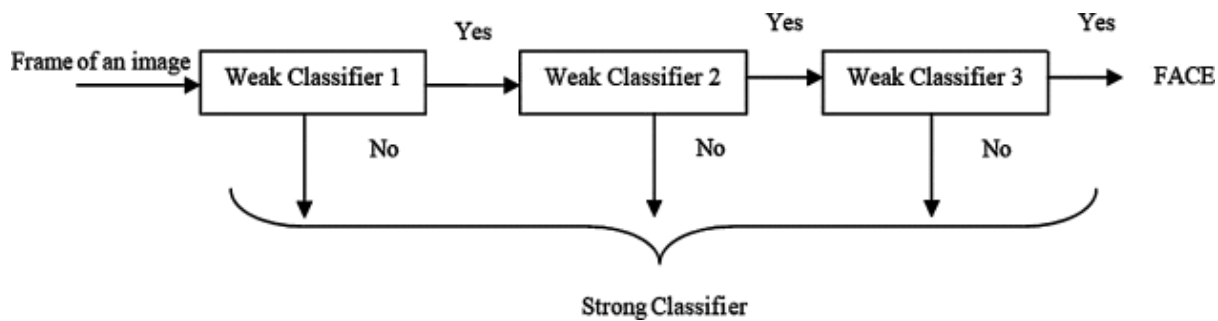 Yes
Yes
Yes
Frame of an image
Weak Classifier 1
Weak Classifier 2
Weak Classifier 3
FACE
No
No
No
Strong Classifier